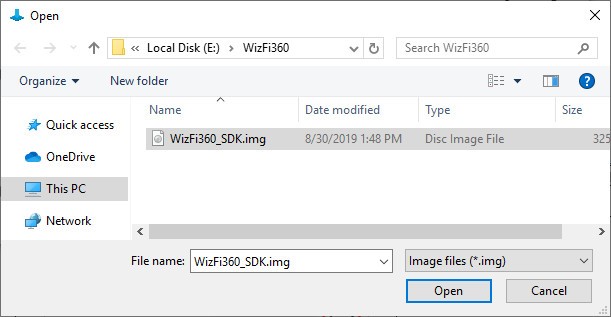 Open
« Local Disk (E:) > WizFi360
Search WizFi360
Organize New folder
Name Date modified Type Size
Quick access
WizFi360_SDK.img 8/30/2019 1:48 PM Disc Image File 325
OneDrive
This PC
Network
File name: WizFi360_SDK.img Image files (*.img)
Open Cancel